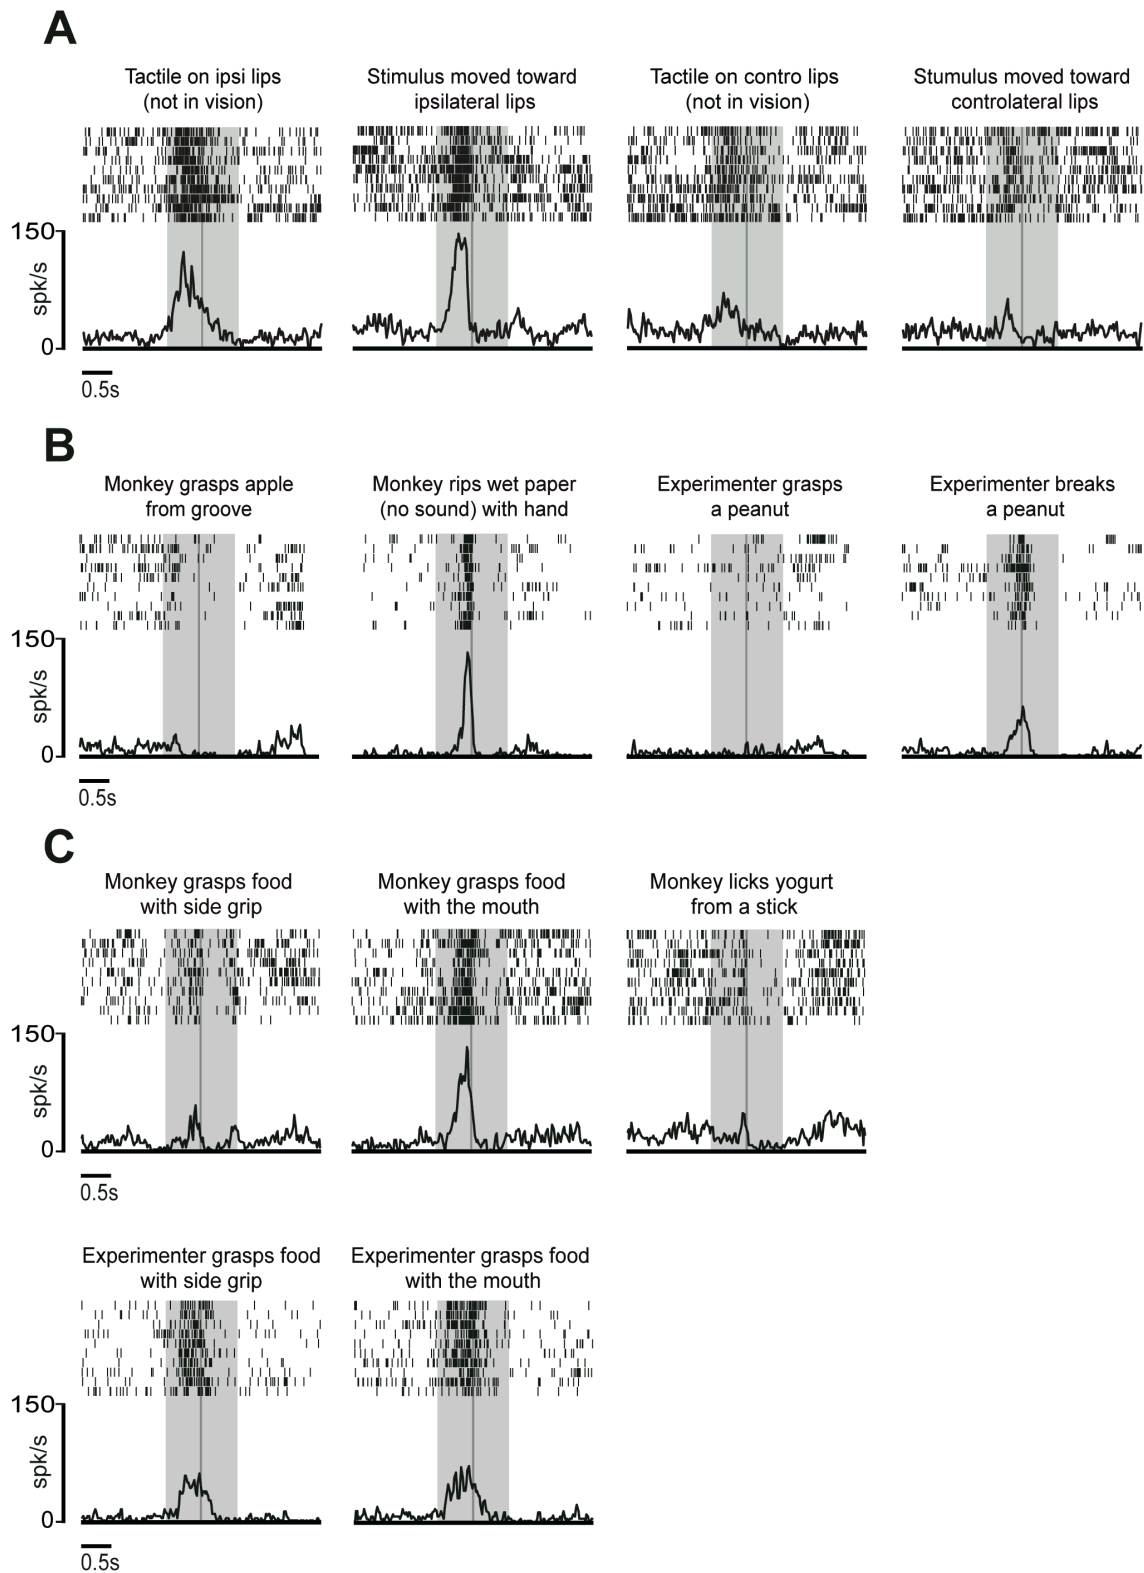 A
Tactile on ipsi lips
(not in vision)
Stimulus moved toward
ipsilateral lips
Tactile on contro lips
(not in vision)
Stumulus moved toward
controlateral lips
150
spk/s
0
0.5s
B
Monkey grasps apple
from groove
Monkey rips wet paper
(no sound) with hand
Experimenter grasps
a peanut
Experimenter breaks
a peanut
150
spk/s
0
0.5s
C
Monkey grasps food
with side grip
Monkey grasps food
with the mouth
Monkey licks yogurt
from a stick
150
spk/s
0
0.5s
Experimenter grasps food
with side grip
Experimenter grasps food
with the mouth
150
spk/s
0
0.5s